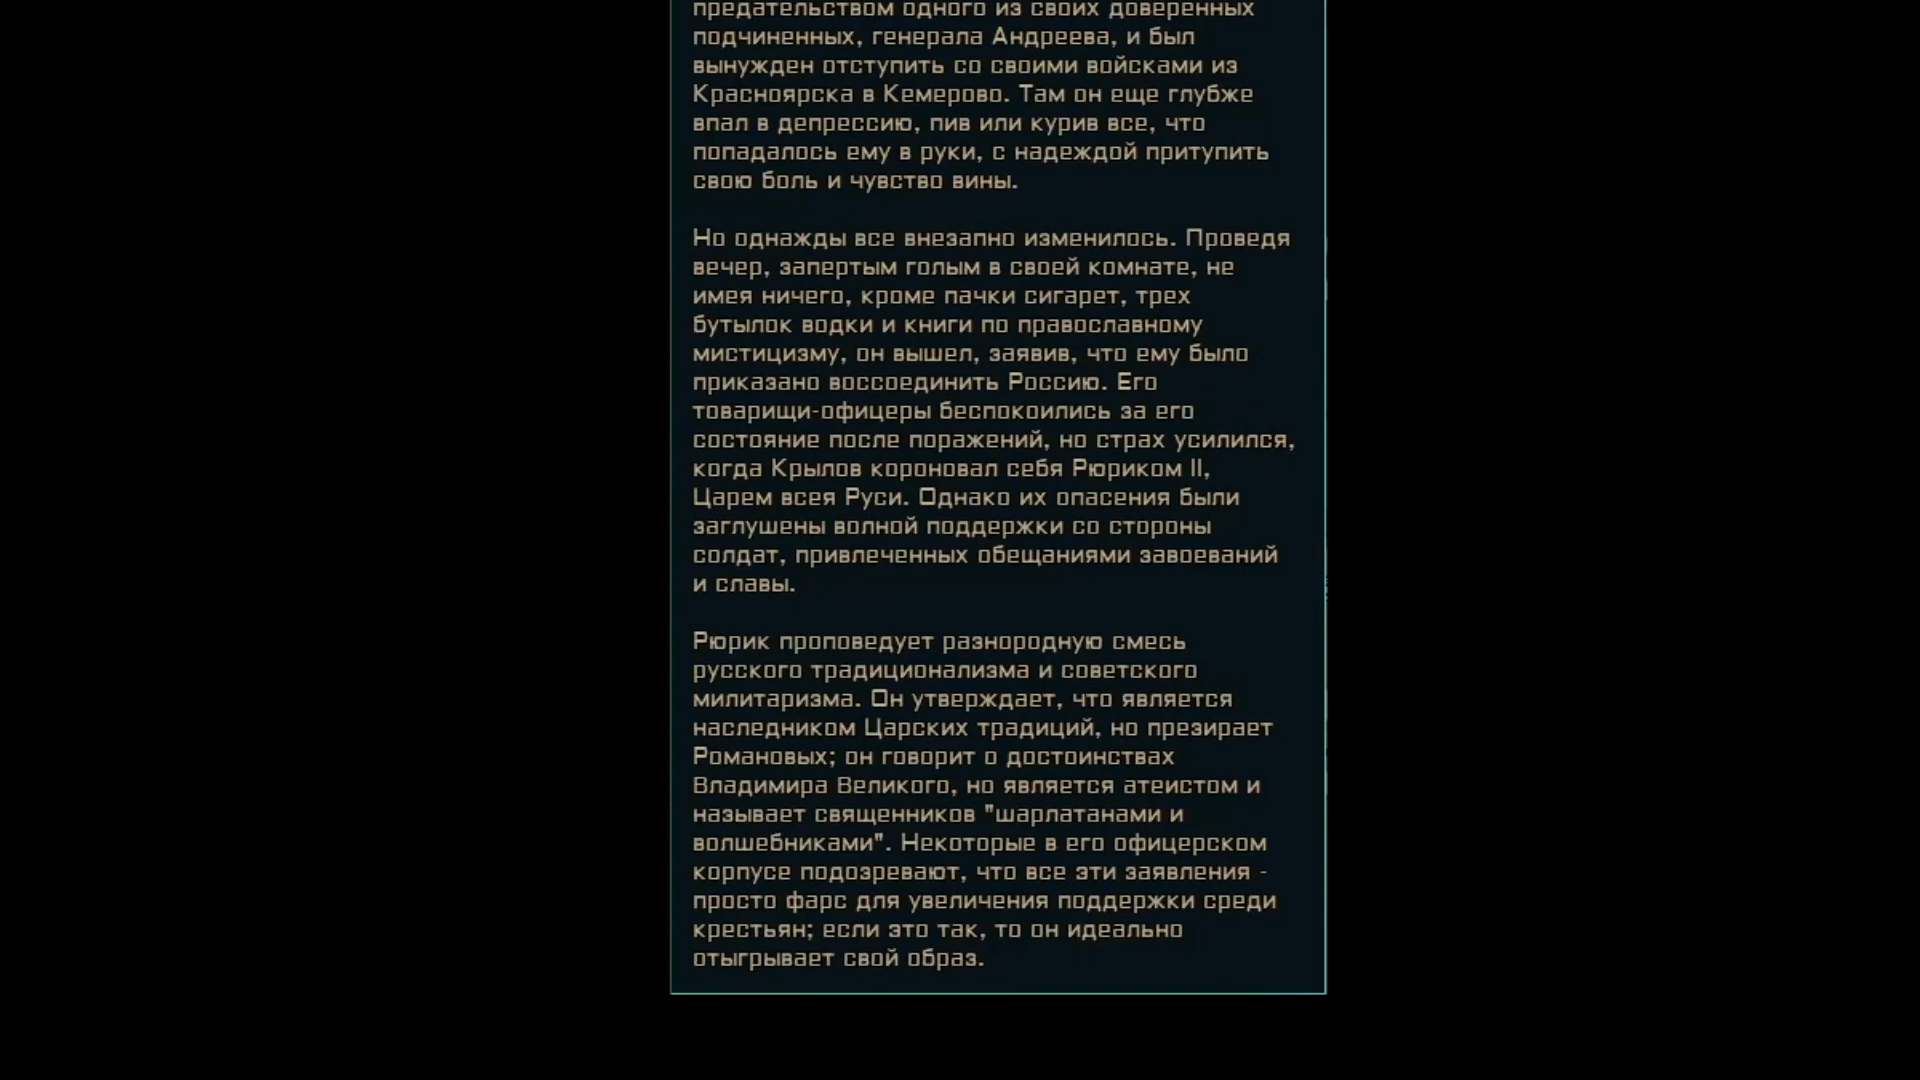 предательством одного из своих доверенных
подчиненных, генерала Андреева, и был
вынужден отступить со своими войсками из
Красноярска в Кемерово. Там он еще глубже
впал в депрессию, пив или курив все, что
попадалось ему в руки, с надеждой притупить
свою боль и чувство вины.
Но однажды все внезапно изменилось. Проведя
вечер, запертым голым в своей комнате, не
имея ничего, кроме пачки сигарет, трех
бутылок водки и книги по православному
мистицизму, он вышел, заявив, что ему было
приказано воссоединить Россию. Его
товарищи-офицеры беспокоились за его
состояние после поражений, но страх усилился,
когда Крылов короновал себя Рюриком II,
Царем всея Руси. Однако их опасения были
заглушены волной поддержки со стороны
солдат, привлеченных обещаниями завоеваний
и славы.
Рюрик проповедует разнородную смесь
русского традиционализма и советского
милитаризма. Он утверждает, что является
наследником Царских традиций, но презирает
Романовых; он говорит о достоинствах
Владимира Великого, но является атеистом и
называет священников "шарлатанами и
волшебниками". Некоторые в его офицерском
корпусе подозревают, что все эти заявления -
просто фарс для увеличения поддержки среди
крестьян; если это так, то он идеально
отыгрывает свой образ.